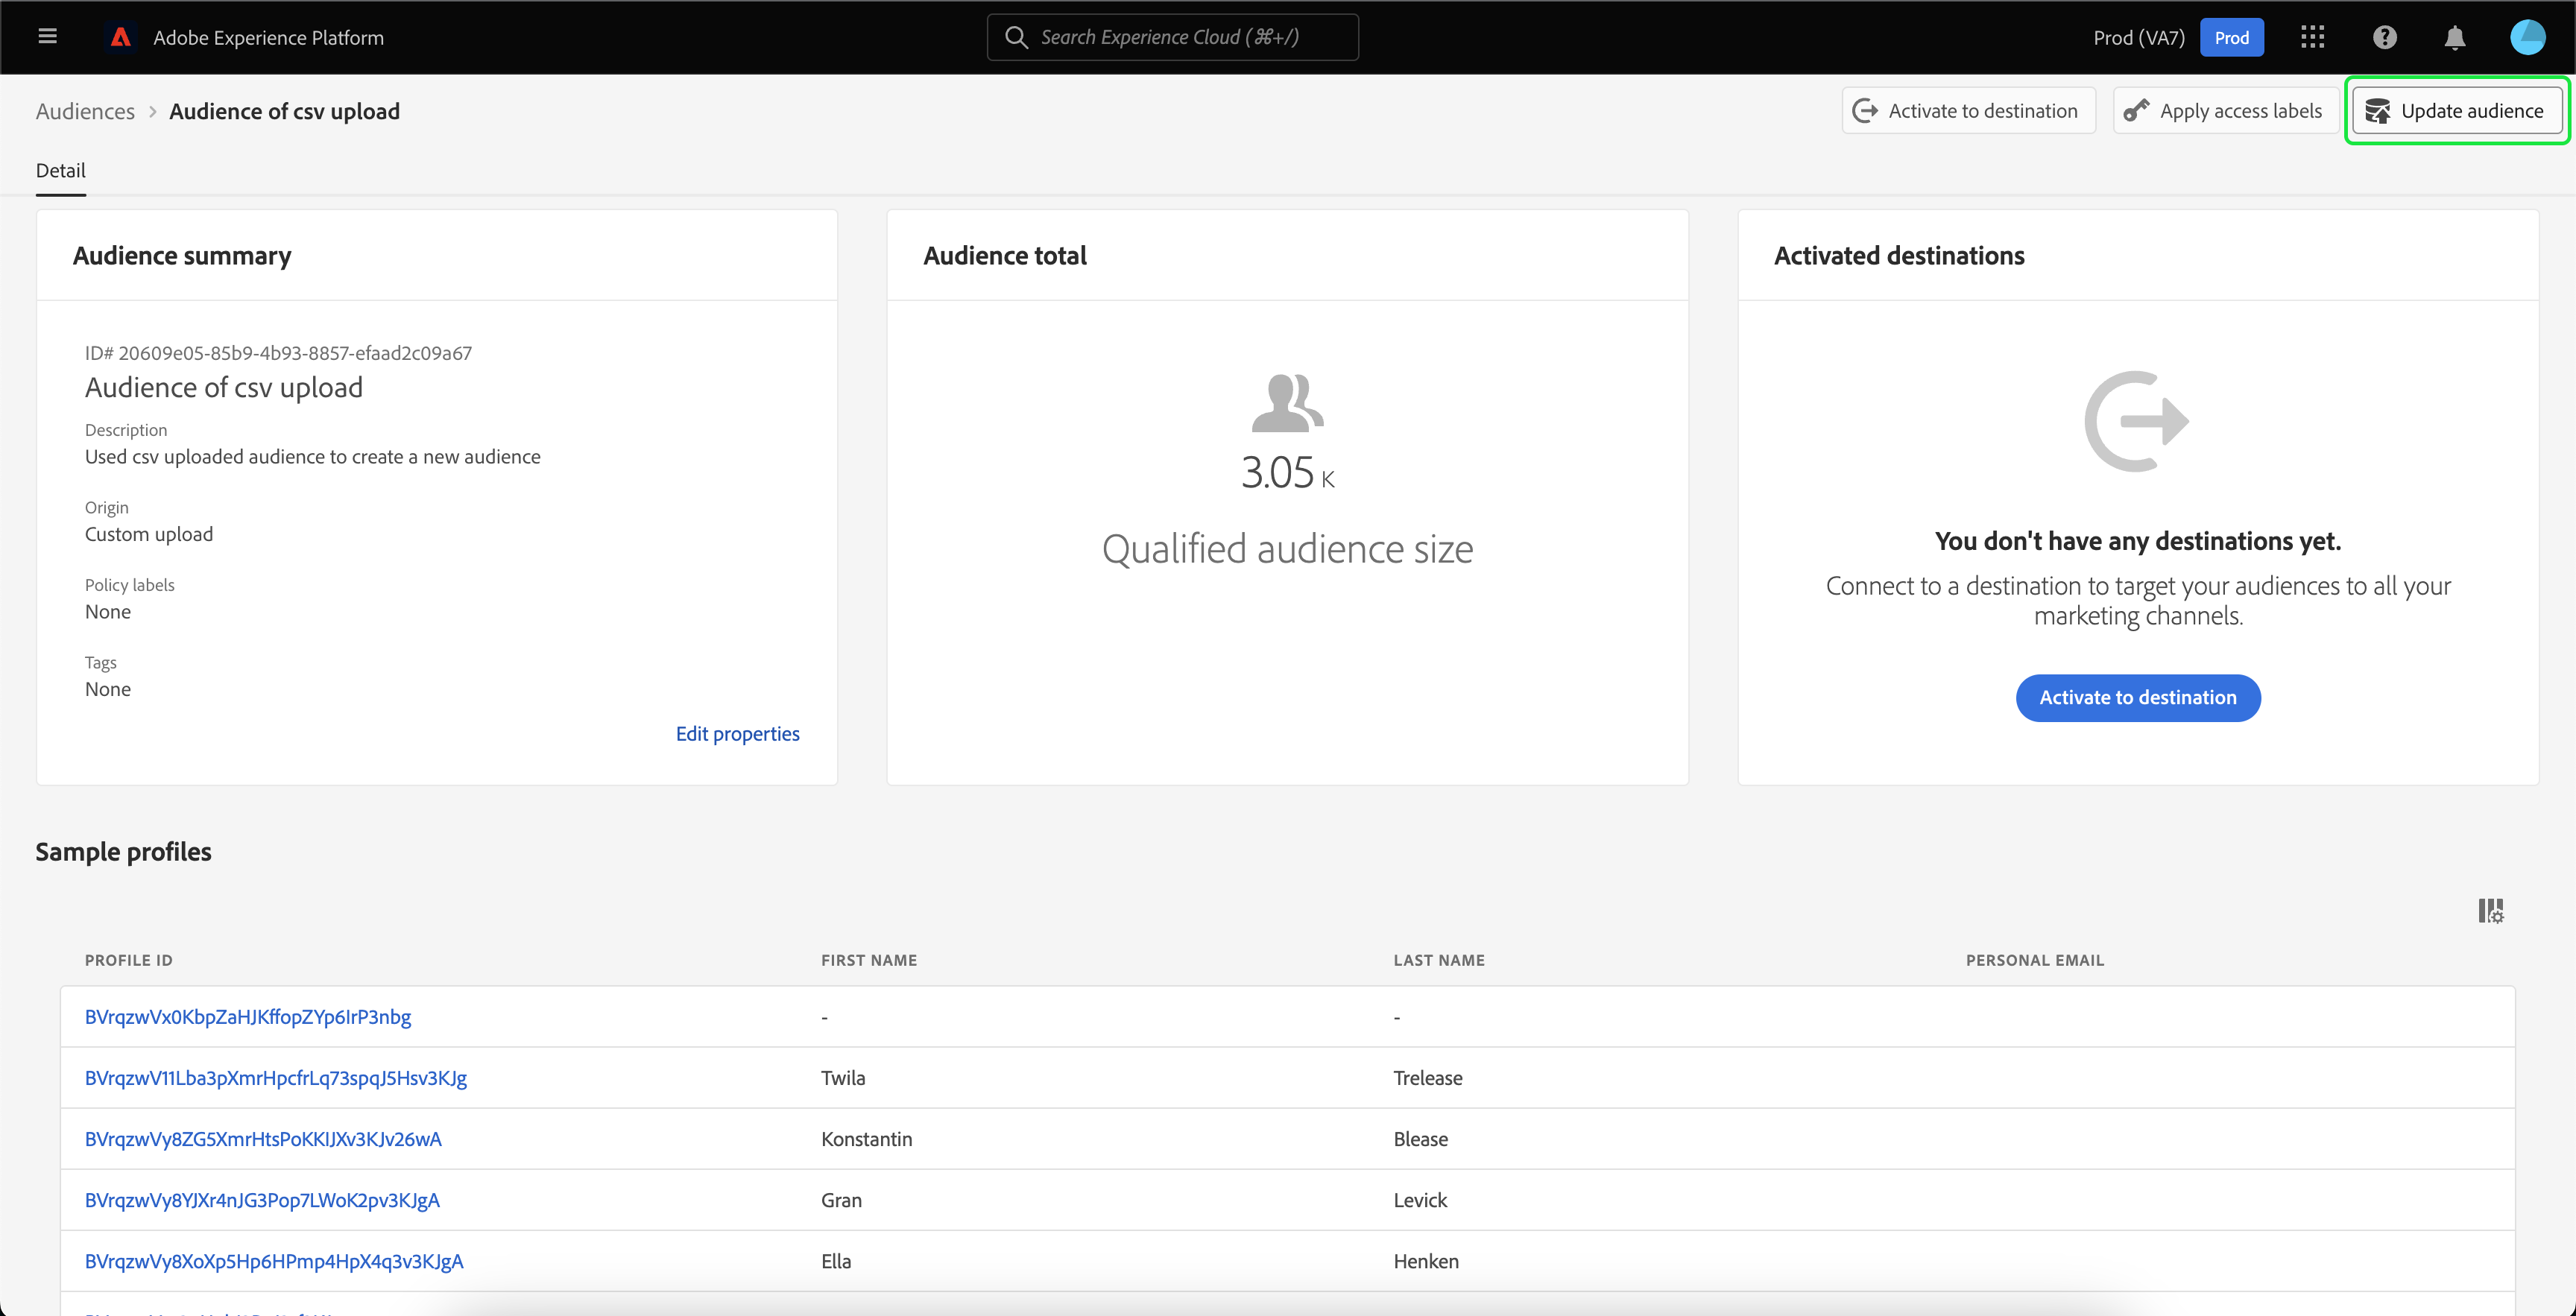 Adobe Experience Platform
Search Experience Cloud (⌘+/)
Prod (VA7)
Prod
Audiences > Audience of csv upload
Activate to destination
Apply access labels
Update audience
Detail
Audience summary
ID# 20609e05-85b9-4b93-8857-efaad2c09a67
Audience of csv upload
Description
Used csv uploaded audience to create a new audience
Origin
Custom upload
Policy labels
None
Tags
None
Edit properties
Audience total
3.05 K
Qualified audience size
Activated destinations
You don't have any destinations yet.
Connect to a destination to target your audiences to all your
marketing channels.
Activate to destination
Sample profiles
PROFILE ID FIRST NAME LAST NAME PERSONAL EMAIL
BVrqzwVx0KbpZaHJKffopZYp6IrP3nbg - -
BVrqzwV11Lba3pXmrHpcfrLq73spqJ5Hsv3KJg Twila Trelease
BVrqzwVy8ZG5XmrHtsPoKKIJXv3KJv26wA Konstantin Blease
BVrqzwVy8YJXr4nJG3Pop7LWoK2pv3KJgA Gran Levick
BVrqzwVy8XoXp5Hp6HPmp4HpX4q3v3KJgA Ella Henken